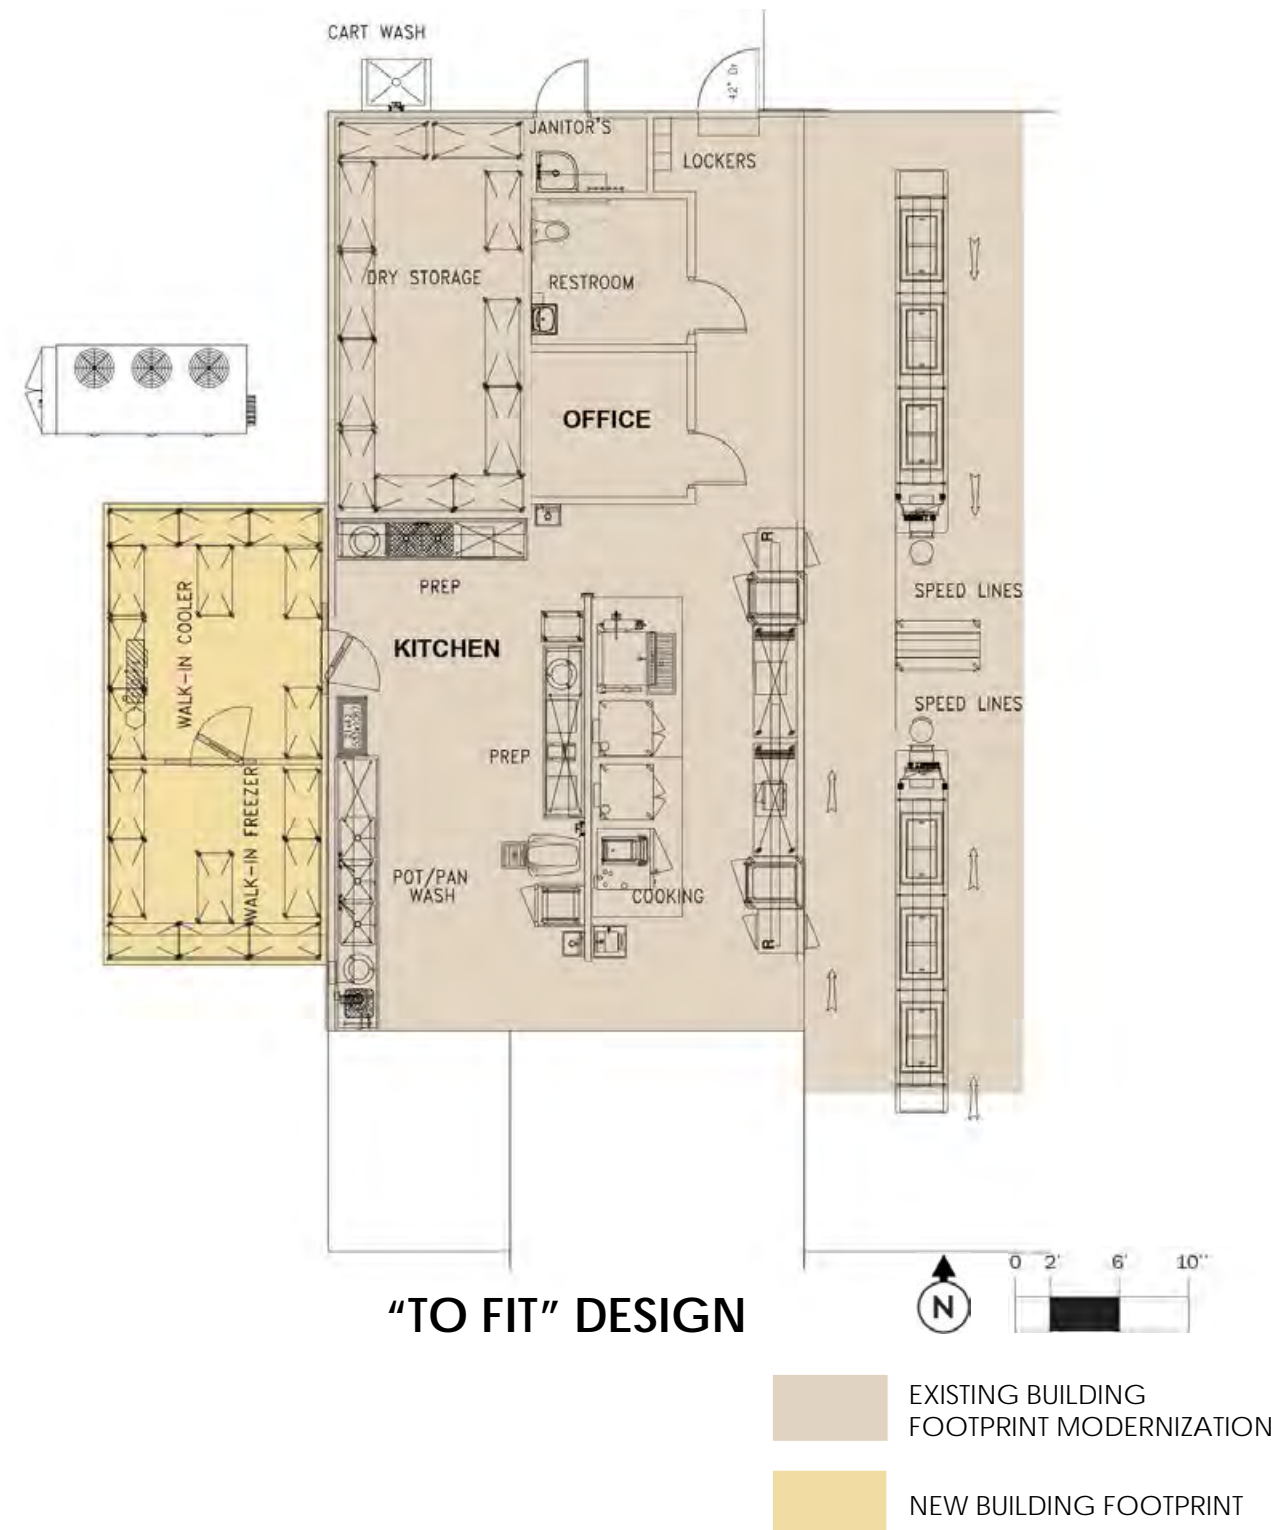 CART WASH
42" Dr
JANITOR'S
LOCKERS
DRY STORAGE
RESTROOM
OFFICE
R
SPEED LINES
PREP
WALK-IN COOLER
KITCHEN
SPEED LINES
PREP
WALK-IN FREEZER
POT/PAN
WASH
COOKING
R
0 2' 6' 10''
N
“TO FIT” DESIGN
EXISTING BUILDING
FOOTPRINT MODERNIZATION
NEW BUILDING FOOTPRINT